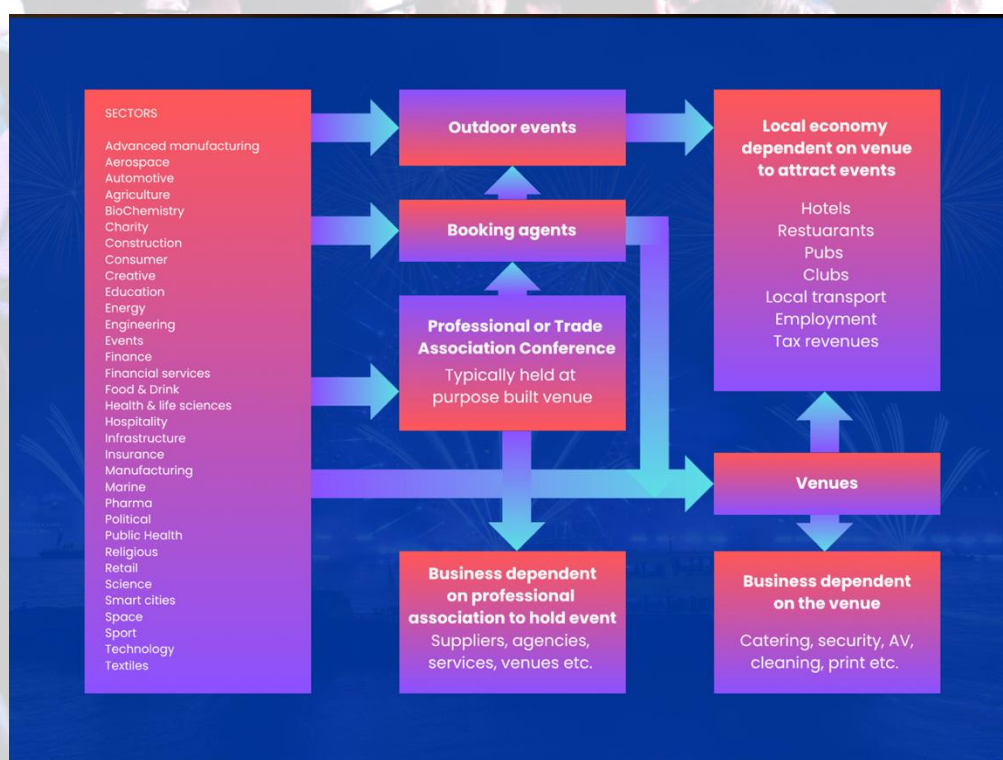 SECTORS
Advanced manufacturing
Aerospace
Automotive
Agriculture
BioChemistry
Charity
Construction
Consumer
Creative
Education
Energy
Engineering
Events
Finance
Financial services
Food & Drink
Health & life sciences
Hospitality
Infrastructure
Insurance
Manufacturing
Marine
Pharma
Political
Public Health
Religious
Retail
Science
Smart cities
Space
Sport
Technology
Textiles
Outdoor events
Booking agents
Professional or Trade
Association Conference
Typically held at
purpose built venue
Business dependent
on professional
association to hold event
Suppliers, agencies,
services, venues etc.
Local economy
dependent on venue
to attract events
Hotels
Restuarants
Pubs
Clubs
Local transport
Employment
Tax revenues
Venues
Business dependent
on the venue
Catering, security, AV,
cleaning, print etc.